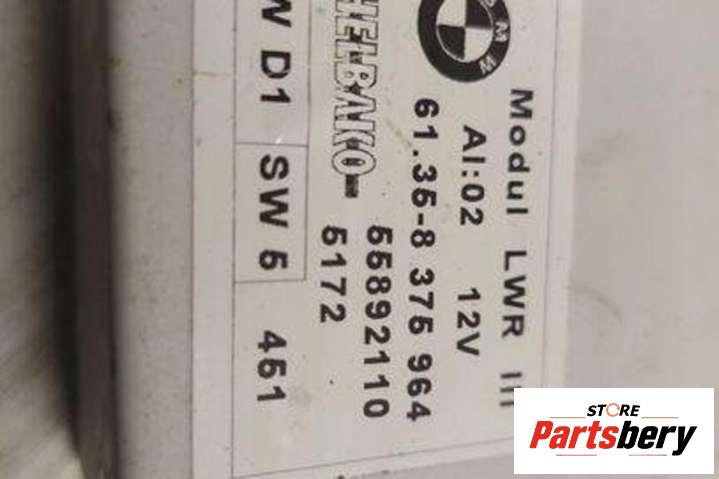 BMW
Modul LWR III
AI:02 12V
61.35-8 375 964
HELBAKO
55892110
5172
W D1 SW 5 451
STORE
Partsbery